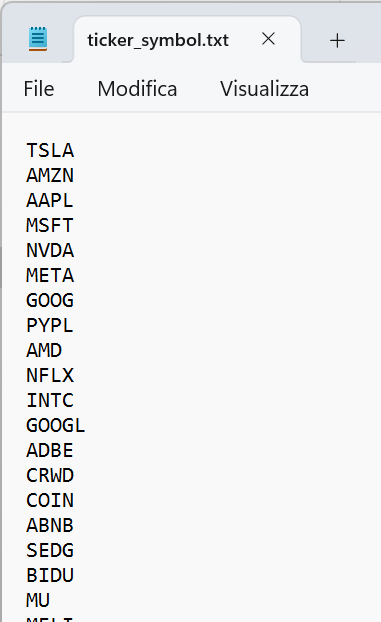 ticker_symbol.txt
File Modifica Visualizza
TSLA
AMZN
AAPL
MSFT
NVDA
META
GOOG
PYPL
AMD
NFLX
INTC
GOOGL
ADBE
CRWD
COIN
ABNB
SEDG
BIDU
MU